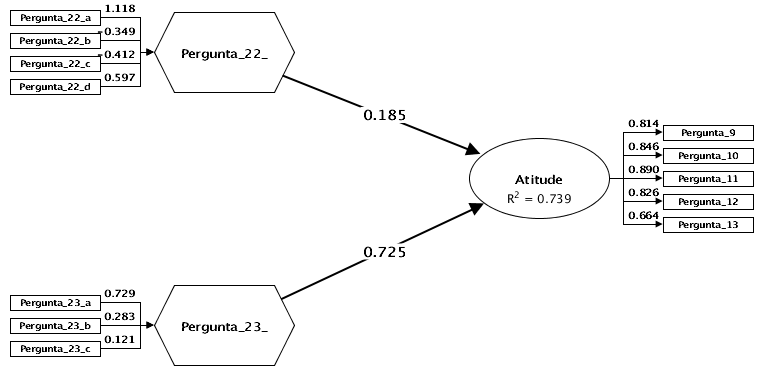 Pergunta_22_a
1.118
Pergunta_22_b
-0.349
Pergunta_22_c
-0.412
Pergunta_22_d
0.597
Pergunta_22_
0.185
Pergunta_23_a
0.729
Pergunta_23_b
0.283
Pergunta_23_c
0.121
Pergunta_23_
0.725
Atitude
R² = 0.739
0.814
Pergunta_9
0.846
Pergunta_10
0.890
Pergunta_11
0.826
Pergunta_12
0.664
Pergunta_13